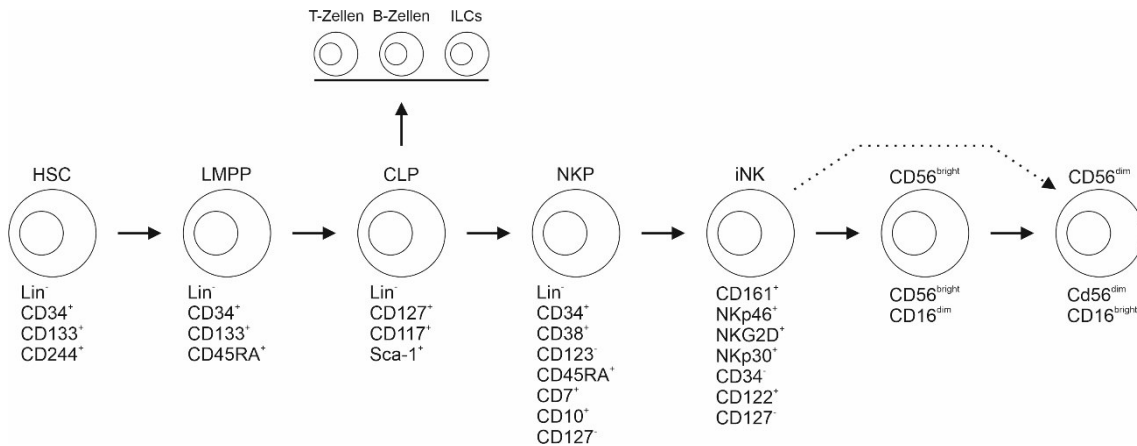 T-Zellen B-Zellen ILCs
HSC
Lin⁻
CD34⁺
CD133⁺
CD244⁺
LMPP
Lin⁻
CD34⁺
CD133⁺
CD45RA⁺
CLP
Lin⁻
CD127⁺
CD117⁺
Sca-1⁺
NKP
Lin⁻
CD34⁺
CD38⁺
CD123⁻
CD45RA⁺
CD7⁺
CD10⁺
CD127⁻
iNK
CD161⁺
NKp46⁺
NKG2D⁺
NKp30⁺
CD34⁻
CD122⁺
CD127⁻
CD56bright
CD56bright
CD16dim
CD56dim
Cd56dim
CD16bright